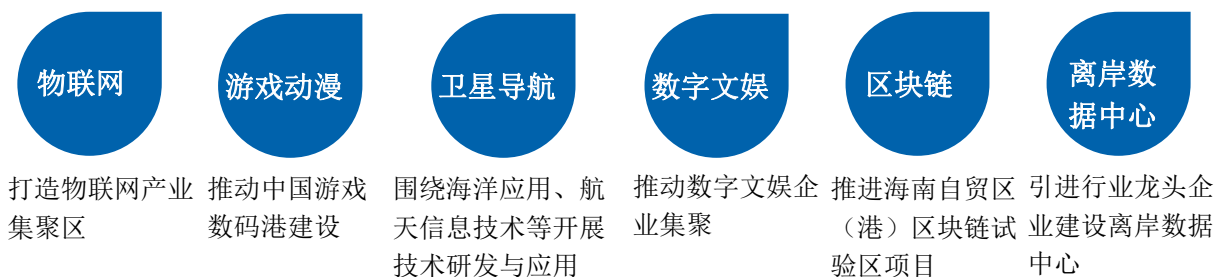 物联网
打造物联网产业
集聚区
游戏动漫
推动中国游戏
数码港建设
卫星导航
围绕海洋应用、航
天信息技术等开展
技术研发与应用
数字文娱
推动数字文娱企
业集聚
区块链
推进海南自贸区
（港）区块链试
验区项目
离岸数
据中心
引进行业龙头企
业建设离岸数据
中心